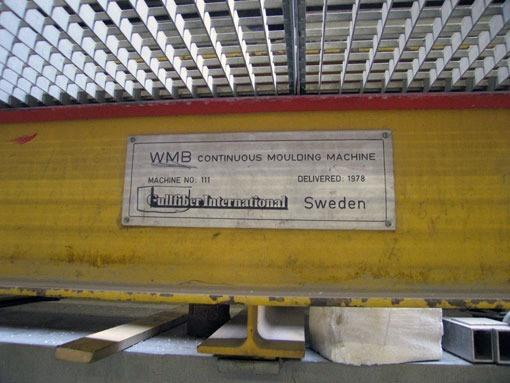 WMB CONTINUOUS MOULDING MACHINE
MACHINE NO: 111 DELIVERED: 1978
Gullfiber International Sweden